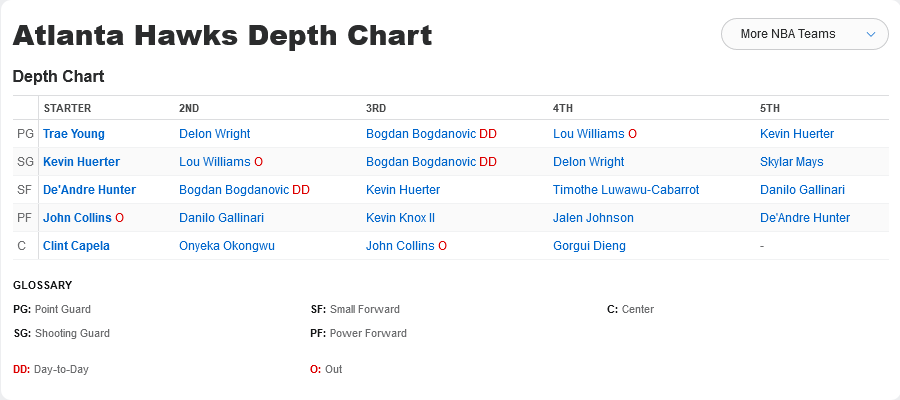 Atlanta Hawks Depth Chart
More NBA Teams
Depth Chart
STARTER 2ND 3RD 4TH 5TH
PG Trae Young Delon Wright Bogdan Bogdanovic DD Lou Williams O Kevin Huerter
SG Kevin Huerter Lou Williams O Bogdan Bogdanovic DD Delon Wright Skylar Mays
SF De'Andre Hunter Bogdan Bogdanovic DD Kevin Huerter Timothe Luwawu-Cabarrot Danilo Gallinari
PF John Collins O Danilo Gallinari Kevin Knox II Jalen Johnson De'Andre Hunter
C Clint Capela Onyeka Okongwu John Collins O Gorgui Dieng -
GLOSSARY
PG: Point Guard SF: Small Forward C: Center
SG: Shooting Guard PF: Power Forward
DD: Day-to-Day O: Out